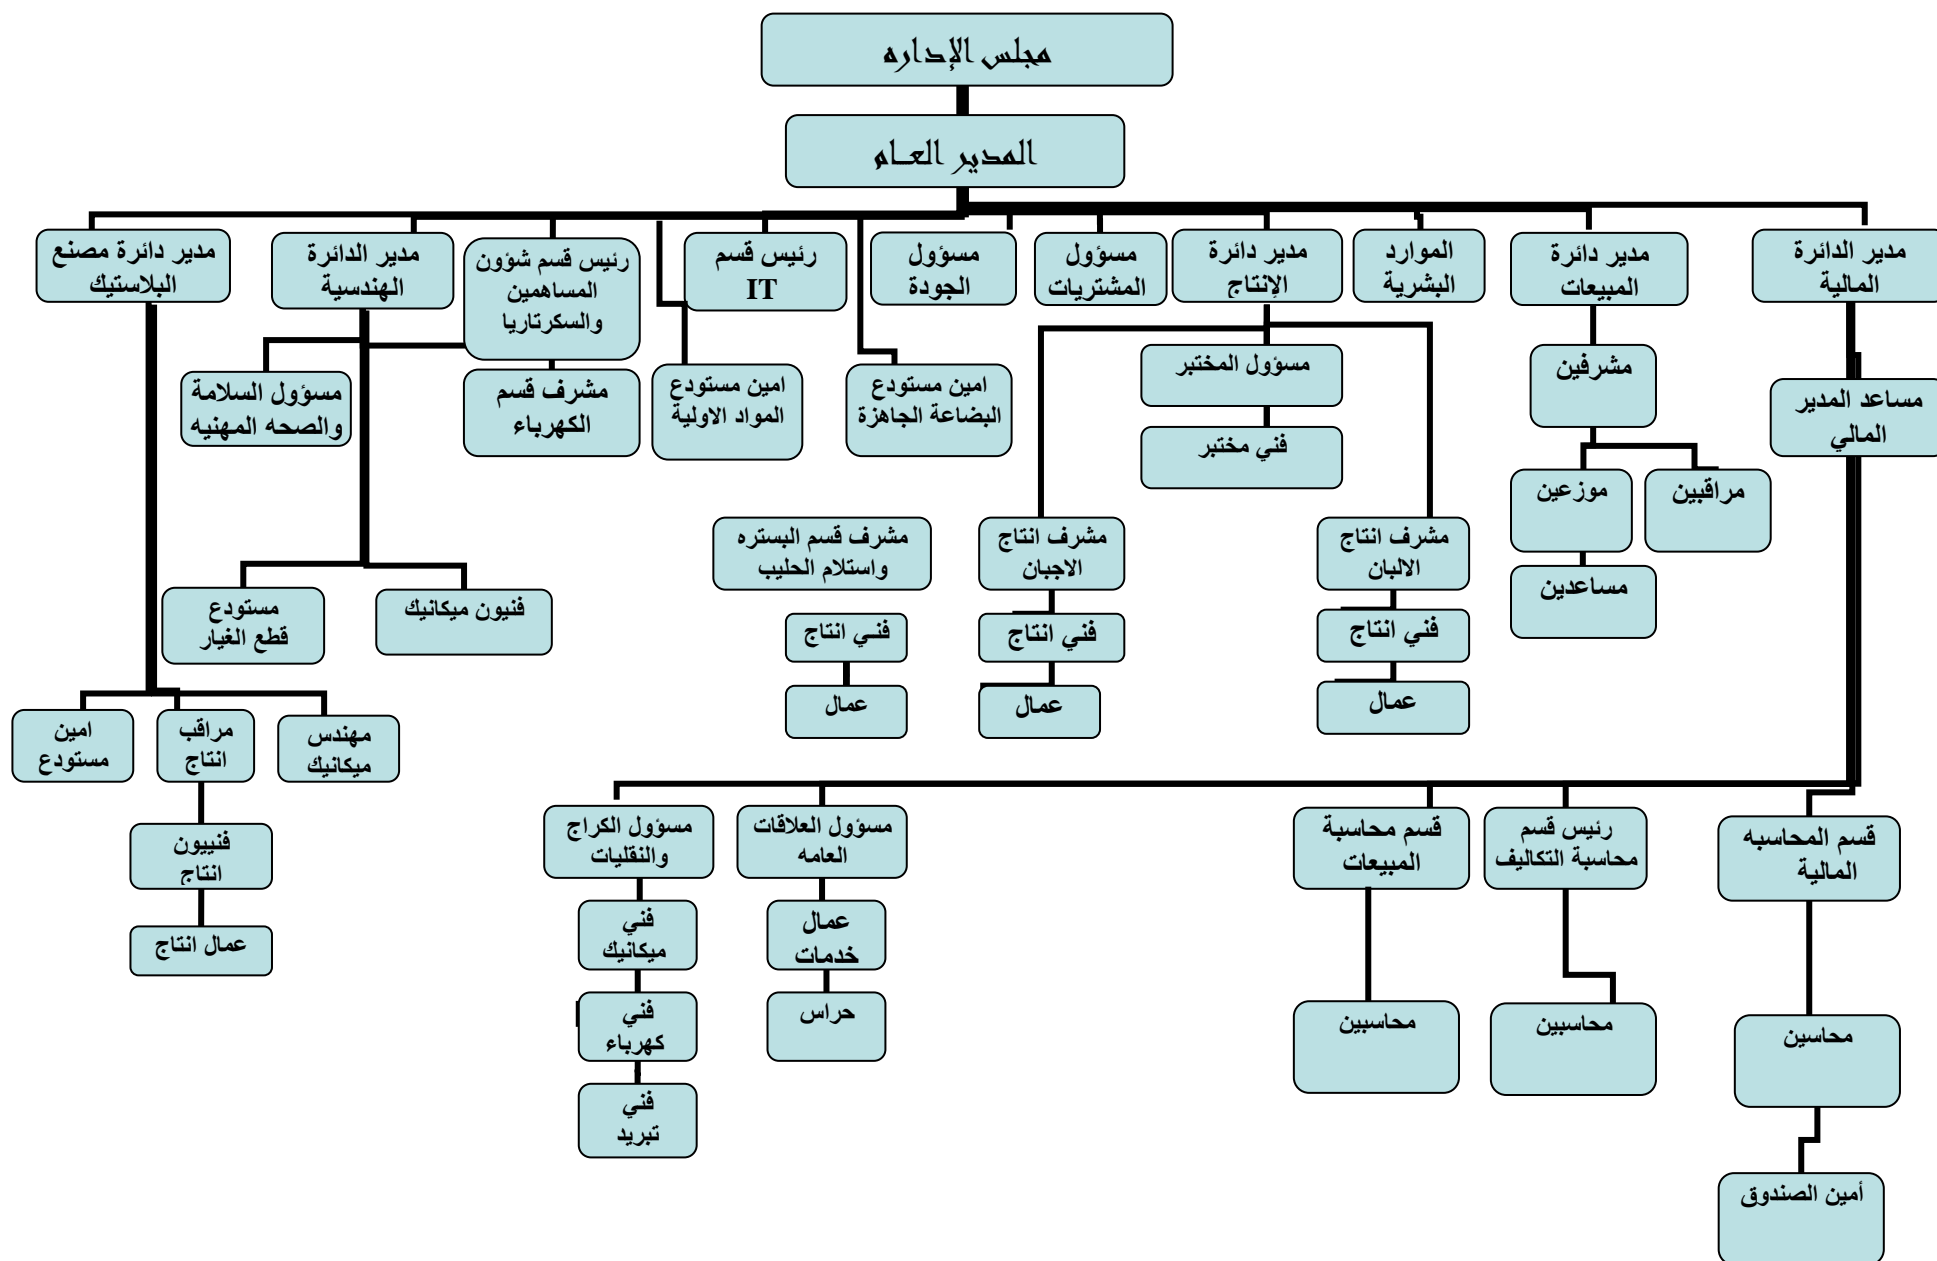 مجلس الإداره
المدير العـام
مدير الدائرة
المالية
مدير دائرة
المبيعات
الموارد
البشرية
مدير دائرة
الإنتاج
مسؤول
المشتريات
مسؤول
الجودة
رئيس قسم
IT
رئيس قسم شؤون
المساهمين
والسكرتاريا
مدير الدائرة
الهندسية
مدير دائرة مصنع
البلاستيك
مساعد المدير
المالي
مشرفين
مسؤول المختبر
امين مستودع
البضاعة الجاهزة
امين مستودع
المواد الاولية
مشرف قسم
الكهرباء
مسؤول السلامة
والصحه المهنيه
فني مختبر
مراقبين
موزعين
مساعدين
مشرف انتاج
الالبان
مشرف انتاج
الاجبان
مشرف قسم البستره
واستلام الحليب
فنيون ميكانيك
مستودع
قطع الغيار
فني انتاج
فني انتاج
فني انتاج
عمال
عمال
عمال
مهندس
ميكانيك
مراقب
انتاج
امين
مستودع
فنييون
انتاج
عمال انتاج
قسم المحاسبه
المالية
رئيس قسم
محاسبة التكاليف
قسم محاسبة
المبيعات
مسؤول العلاقات
العامه
مسؤول الكراج
والنقليات
عمال
خدمات
فني
ميكانيك
حراس
فني
كهرباء
فني
تبريد
محاسين
محاسبين
محاسبين
أمين الصندوق